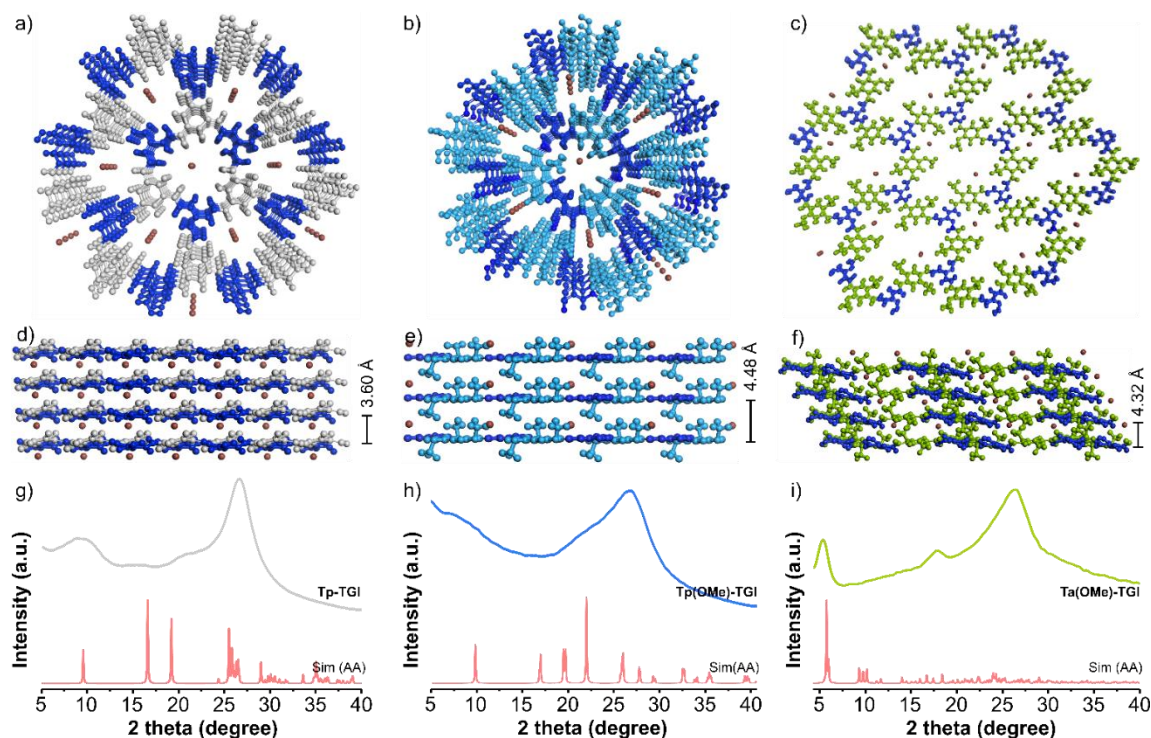 a)
b)
c)
d)
3.60 Å
e)
4.48 Å
f)
4.32 Å
g)
Intensity (a.u.)
Tp-TGI
Sim (AA)
5 10 15 20 25 30 35 40
2 theta (degree)
h)
Intensity (a.u.)
Tp(OMe)-TGI
Sim(AA)
5 10 15 20 25 30 35 40
2 theta (degree)
i)
Intensity (a.u.)
Ta(OMe)-TGI
Sim (AA)
5 10 15 20 25 30 35 40
2 theta (degree)